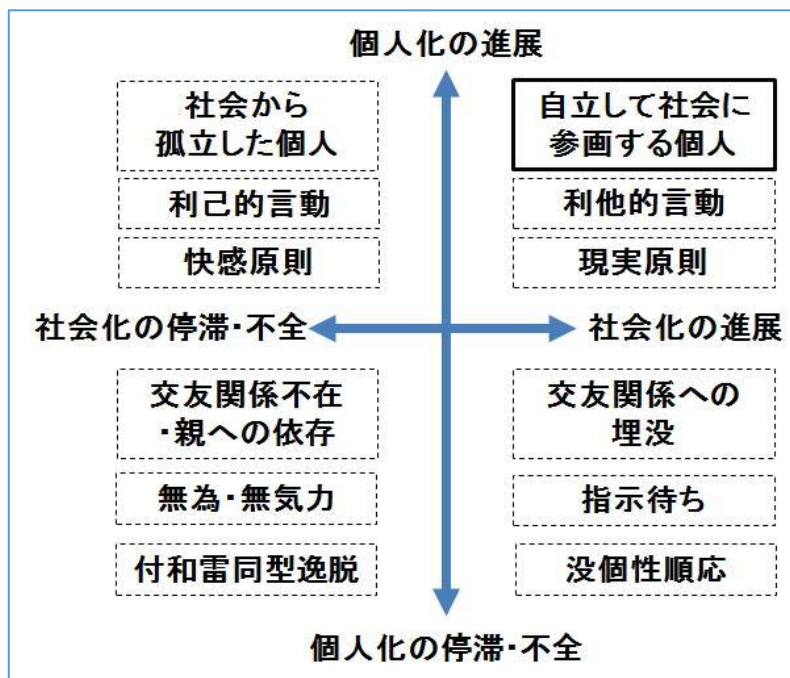 個人化の進展
社会から
孤立した個人
自立して社会に
参画する個人
利己的言動
利他的言動
快感原則
現実原則
社会化の停滞・不全
社会化の進展
交友関係不在
・親への依存
交友関係への
埋没
無為・無気力
指示待ち
付和雷同型逸脱
没個性順応
個人化の停滞・不全